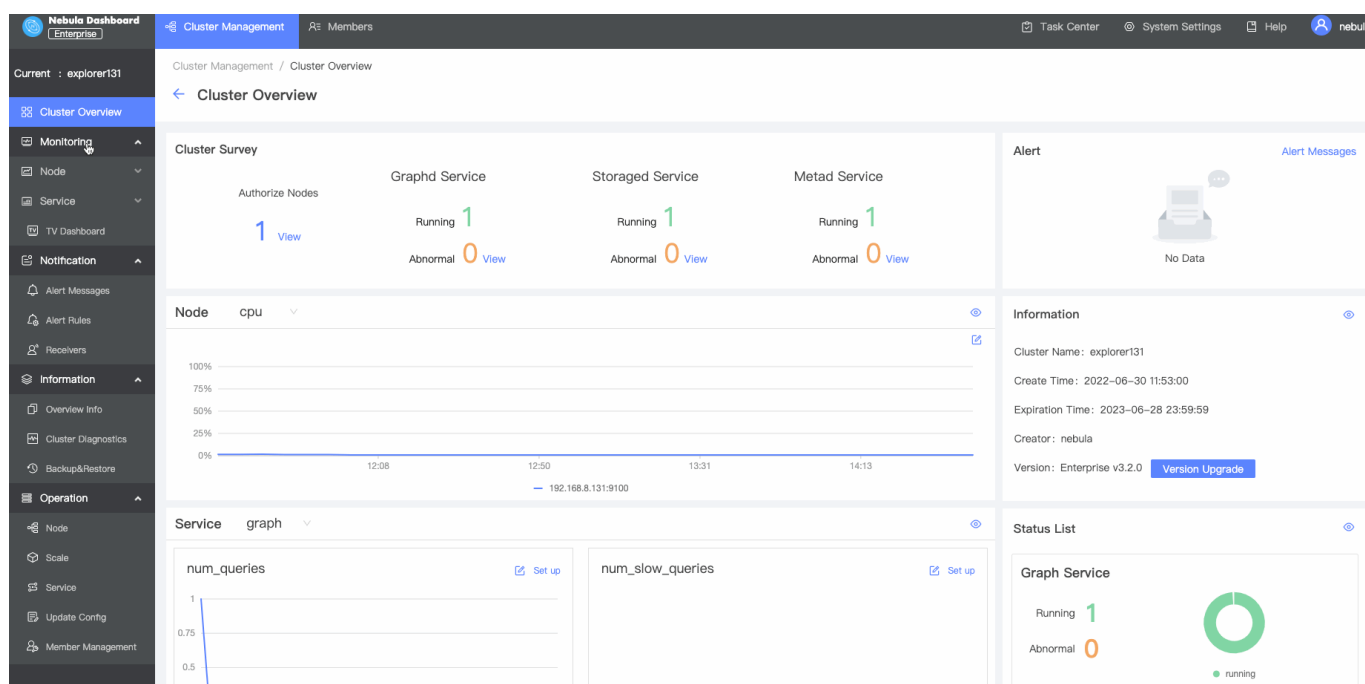 Nebula Dashboard
Enterprise
Cluster Management
Members
Task Center
System Settings
Help
nebul
Current : explorer131
Cluster Overview
Monitoring
Node
Service
TV Dashboard
Notification
Alert Messages
Alert Rules
Receivers
Information
Overview Info
Cluster Diagnostics
Backup&Restore
Operation
Node
Scale
Service
Update Config
Member Management
Cluster Management / Cluster Overview
Cluster Overview
Cluster Survey
Authorize Nodes
1 View
Graphd Service
Running 1
Abnormal 0 View
Storaged Service
Running 1
Abnormal 0 View
Metad Service
Running 1
Abnormal 0 View
Alert
Alert Messages
No Data
Node cpu
100%
75%
50%
25%
0%
12:08 12:50 13:31 14:13
192.168.8.131:9100
Information
Cluster Name: explorer131
Create Time: 2022-06-30 11:53:00
Expiration Time: 2023-06-28 23:59:59
Creator: nebula
Version: Enterprise v3.2.0 Version Upgrade
Service graph
num_queries Set up
1
0.75
0.5
num_slow_queries Set up
Status List
Graph Service
Running 1
Abnormal 0
running